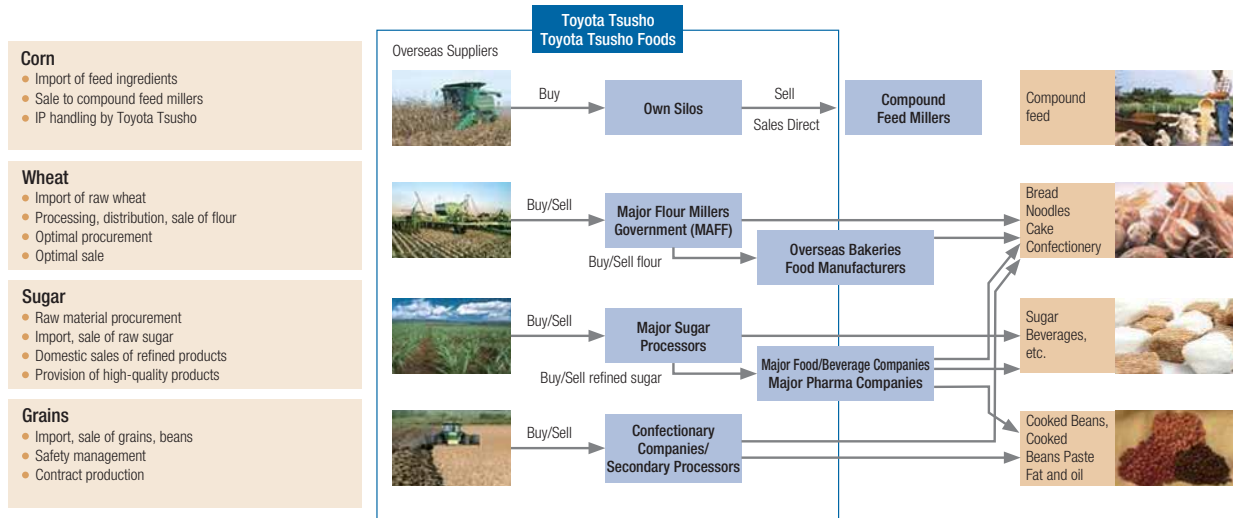 Toyota Tsusho
Toyota Tsusho Foods
Corn
Import of feed ingredients
Sale to compound feed millers
IP handling by Toyota Tsusho
Wheat
Import of raw wheat
Processing, distribution, sale of flour
Optimal procurement
Optimal sale
Sugar
Raw material procurement
Import, sale of raw sugar
Domestic sales of refined products
Provision of high-quality products
Grains
Import, sale of grains, beans
Safety management
Contract production
Overseas Suppliers
Buy
Own Silos
Sell
Sales Direct
Compound
Feed Millers
Compound
feed
Buy/Sell
Major Flour Millers
Government (MAFF)
Buy/Sell flour
Overseas Bakeries
Food Manufacturers
Bread
Noodles
Cake
Confectionery
Buy/Sell
Major Sugar
Processors
Buy/Sell refined sugar
Major Food/Beverage Companies
Major Pharma Companies
Sugar
Beverages,
etc.
Buy/Sell
Confectionary
Companies/
Secondary Processors
Cooked Beans,
Cooked
Beans Paste
Fat and oil